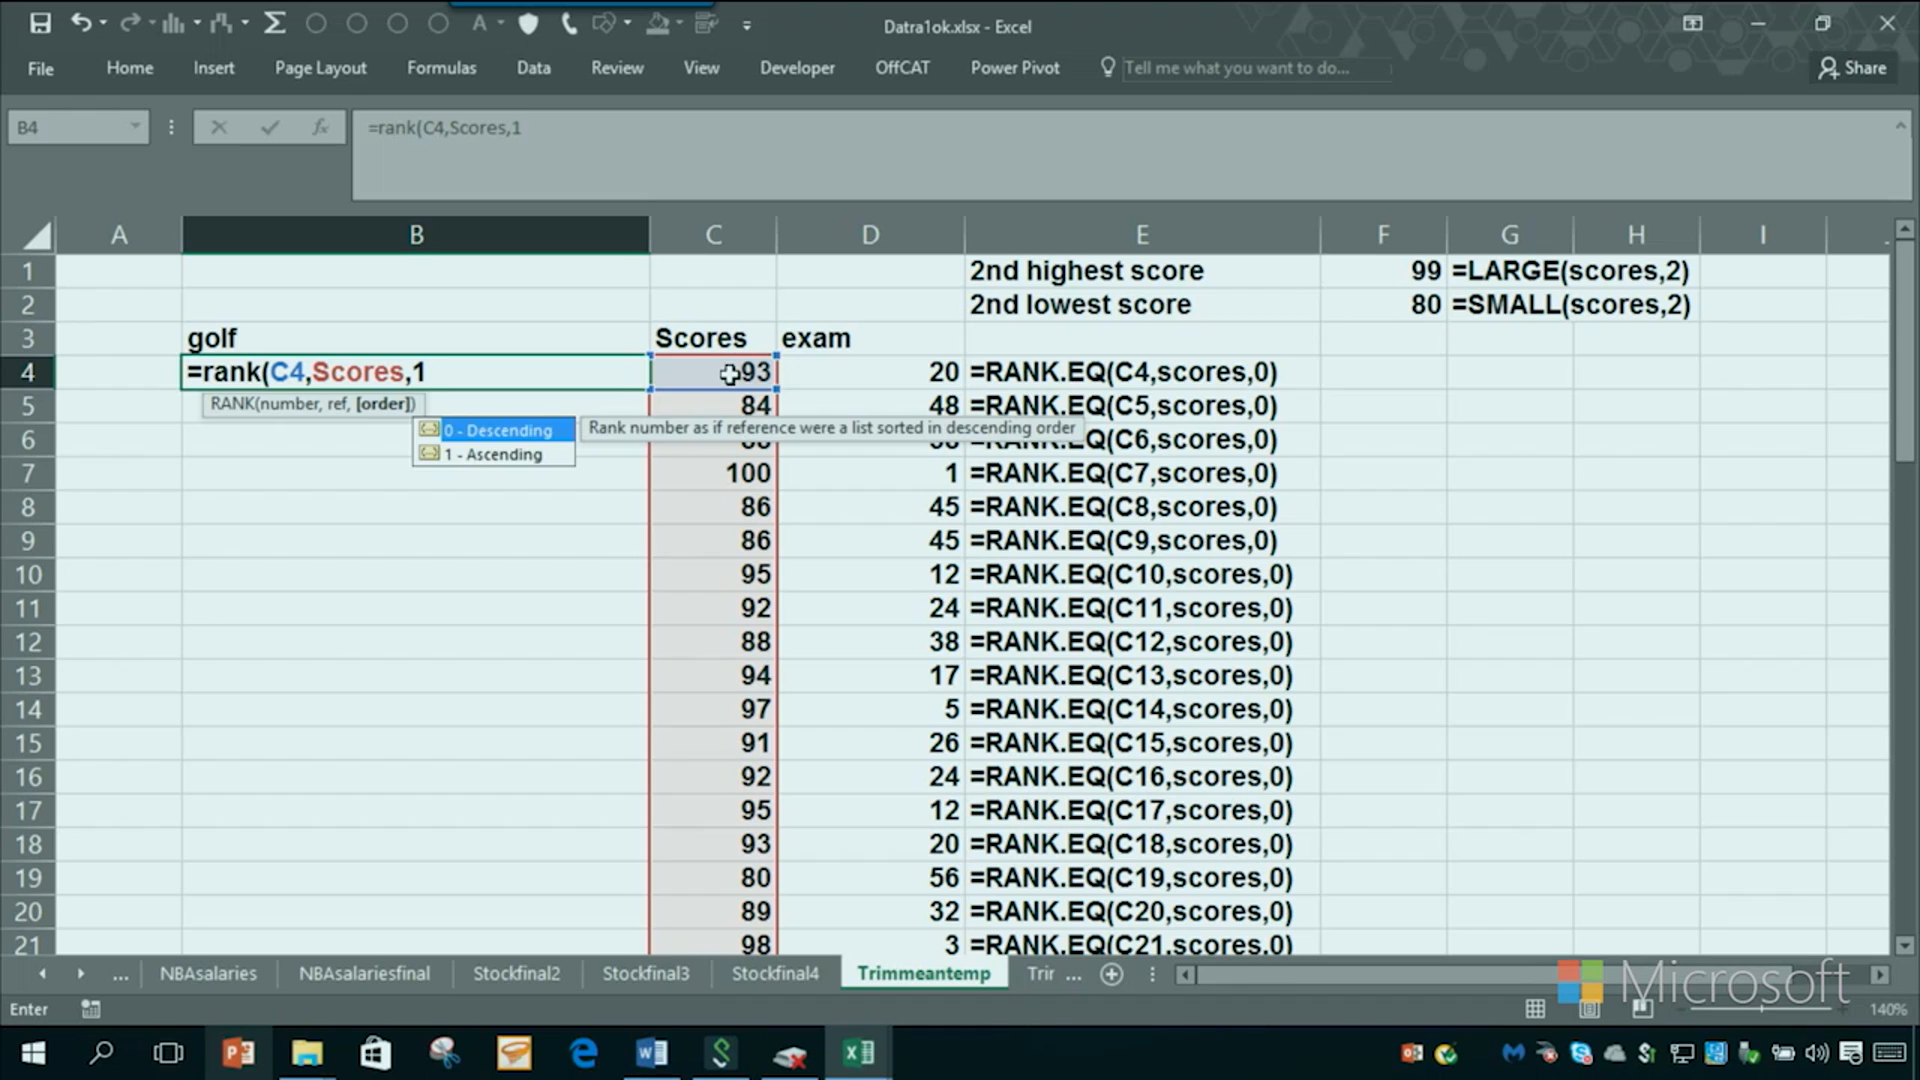 Datra1ok.xlsx - Excel
File Home Insert Page Layout Formulas Data Review View Developer OffCAT Power Pivot Tell me what you want to do... Share
B4 fx =rank(C4,Scores,1
A B C D E F G H I
1 2nd highest score 99 =LARGE(scores,2)
2 2nd lowest score 80 =SMALL(scores,2)
3 golf Scores exam
4 =rank(C4,Scores,1 93 20 =RANK.EQ(C4,scores,0)
RANK(number, ref, [order])
5 84 48 =RANK.EQ(C5,scores,0)
0 - Descending Rank number as if reference were a list sorted in descending order
6 =RANK.EQ(C6,scores,0)
1 - Ascending
7 100 1 =RANK.EQ(C7,scores,0)
8 86 45 =RANK.EQ(C8,scores,0)
9 86 45 =RANK.EQ(C9,scores,0)
10 95 12 =RANK.EQ(C10,scores,0)
11 92 24 =RANK.EQ(C11,scores,0)
12 88 38 =RANK.EQ(C12,scores,0)
13 94 17 =RANK.EQ(C13,scores,0)
14 97 5 =RANK.EQ(C14,scores,0)
15 91 26 =RANK.EQ(C15,scores,0)
16 92 24 =RANK.EQ(C16,scores,0)
17 95 12 =RANK.EQ(C17,scores,0)
18 93 20 =RANK.EQ(C18,scores,0)
19 80 56 =RANK.EQ(C19,scores,0)
20 89 32 =RANK.EQ(C20,scores,0)
21 98 3 =RANK.EQ(C21,scores,0)
... NBAsalaries NBAsalariesfinal Stockfinal2 Stockfinal3 Stockfinal4 Trimmeantemp Trir ...
Microsoft
Enter 140%